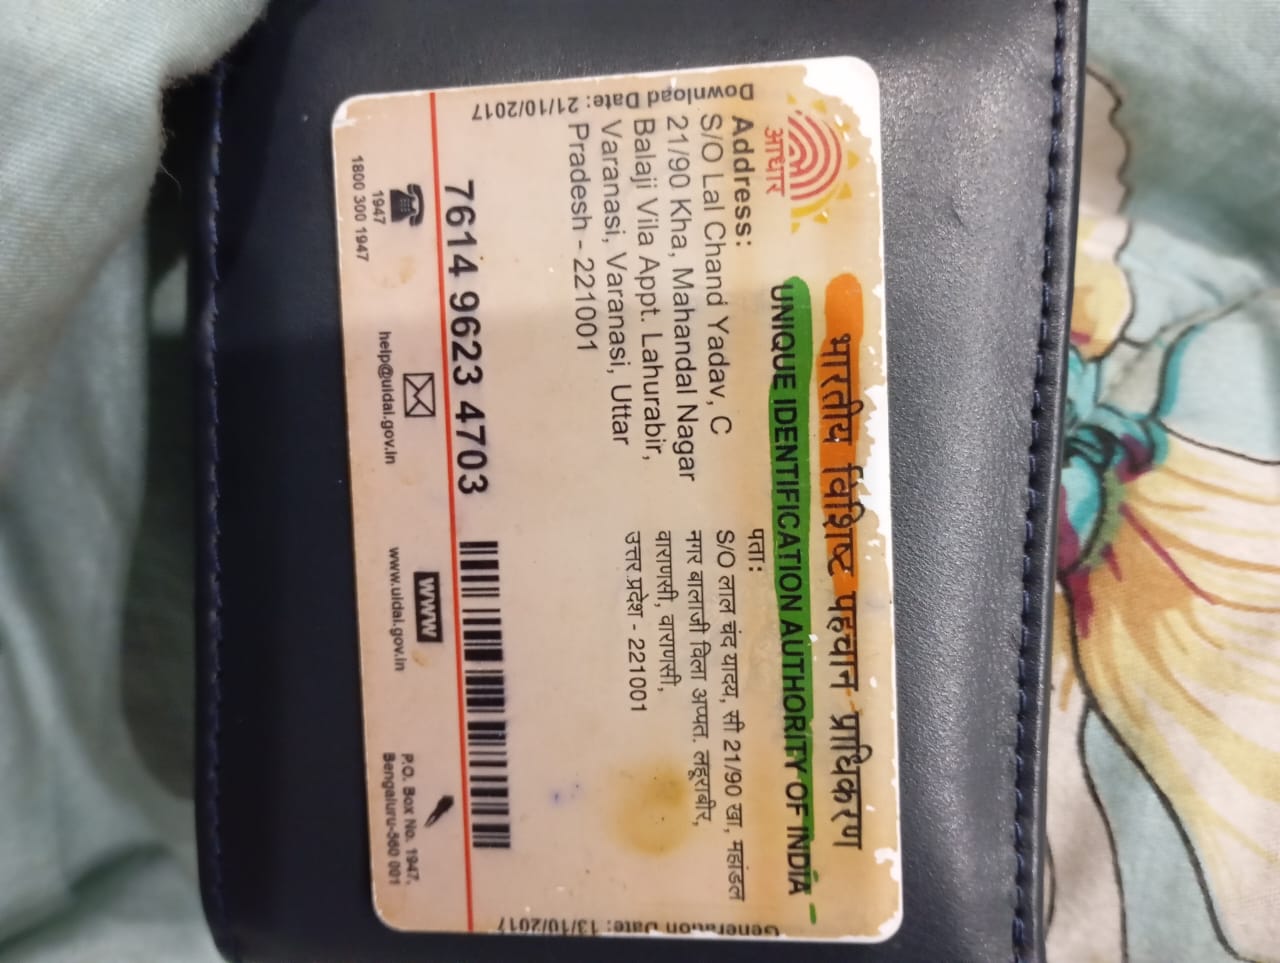 भारतीय विशिष्ट पहचान प्राधिकरण
UNIQUE IDENTIFICATION AUTHORITY OF INDIA
आधार
Address:
S/O Lal Chand Yadav, C
21/90 Kha, Mahandal Nagar
Balaji Vila Appt. Lahurabir,
Varanasi, Varanasi, Uttar
Pradesh - 221001
पता:
S/O लाल चंद यादव, सी 21/90 खा, महांडल
नगर बालाजी विला अप्पत. लहूराबीर,
वाराणसी, वाराणसी,
उत्तर प्रदेश - 221001
Download Date: 21/10/2017
Generation Date: 13/10/2017
7614 9623 4703
1947
1800 300 1947
help@uidai.gov.in
WWW
www.uidai.gov.in
P.O. Box No. 1947,
Bengaluru-560 001